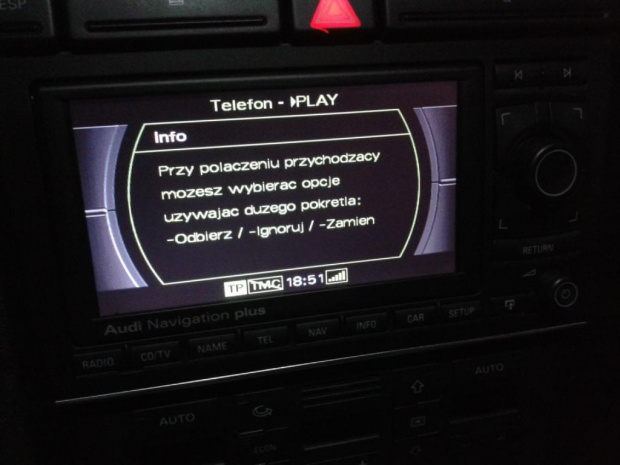 ESP
Telefon - PLAY
Info
Przy polaczeniu przychodzacy
mozesz wybierac opcje
uzywajac duzego pokretla:
-Odbierz / -Ignoruj / -Zamien
TP TMC 18:51
RETURN
Audi Navigation plus
RADIO CD/TV NAME TEL NAV INFO CAR SETUP
AUTO AUTO